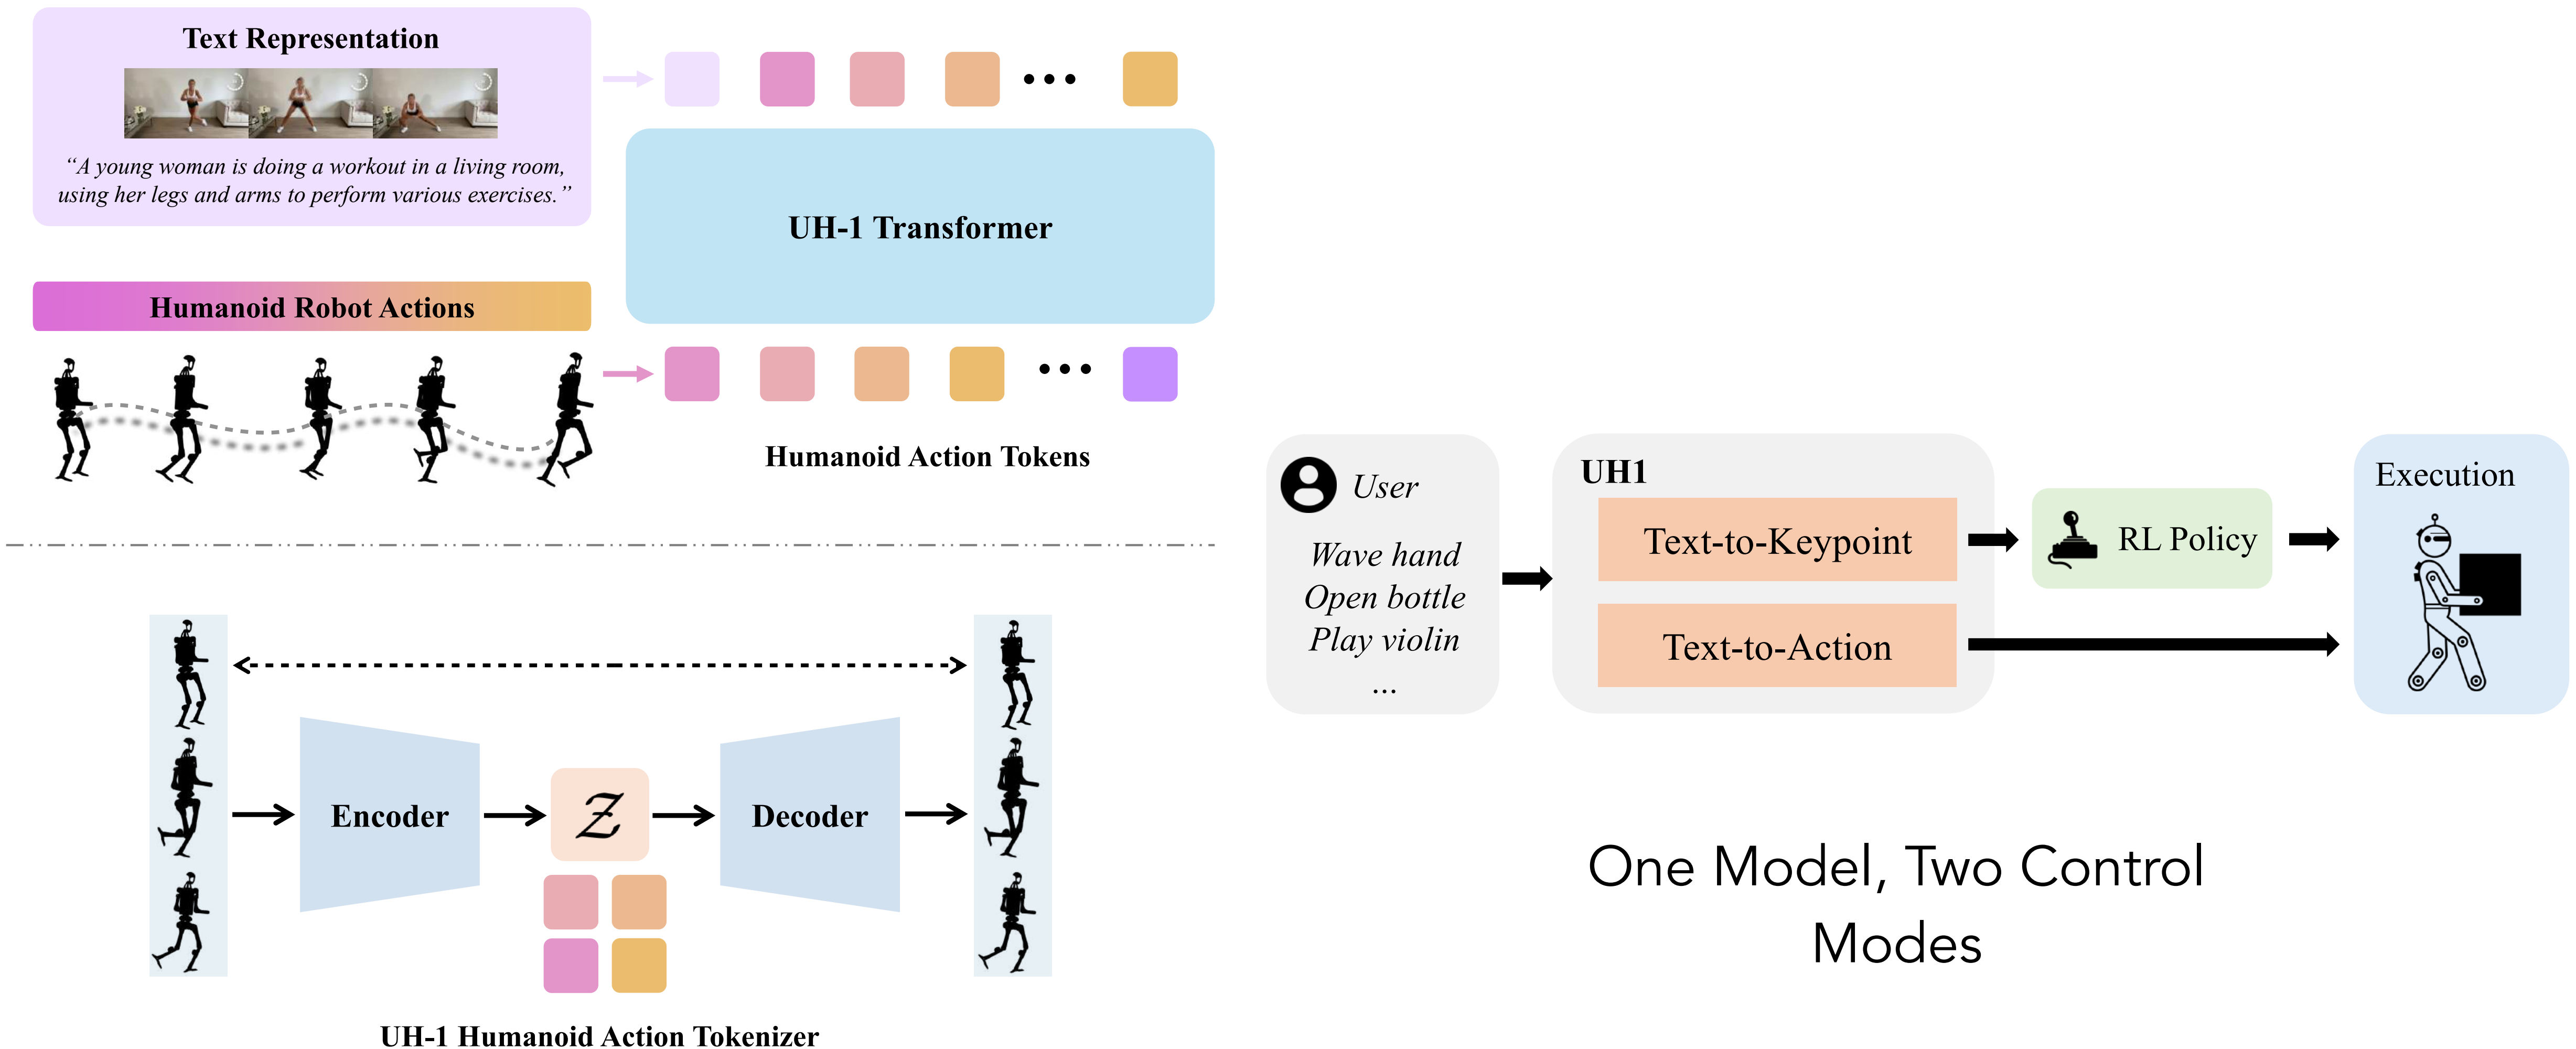 Text Representation
“A young woman is doing a workout in a living room,
using her legs and arms to perform various exercises.”
UH-1 Transformer
Humanoid Robot Actions
Humanoid Action Tokens
Encoder
Z
Decoder
UH-1 Humanoid Action Tokenizer
User
Wave hand
Open bottle
Play violin
...
UH1
Text-to-Keypoint
Text-to-Action
RL Policy
Execution
One Model, Two Control
Modes